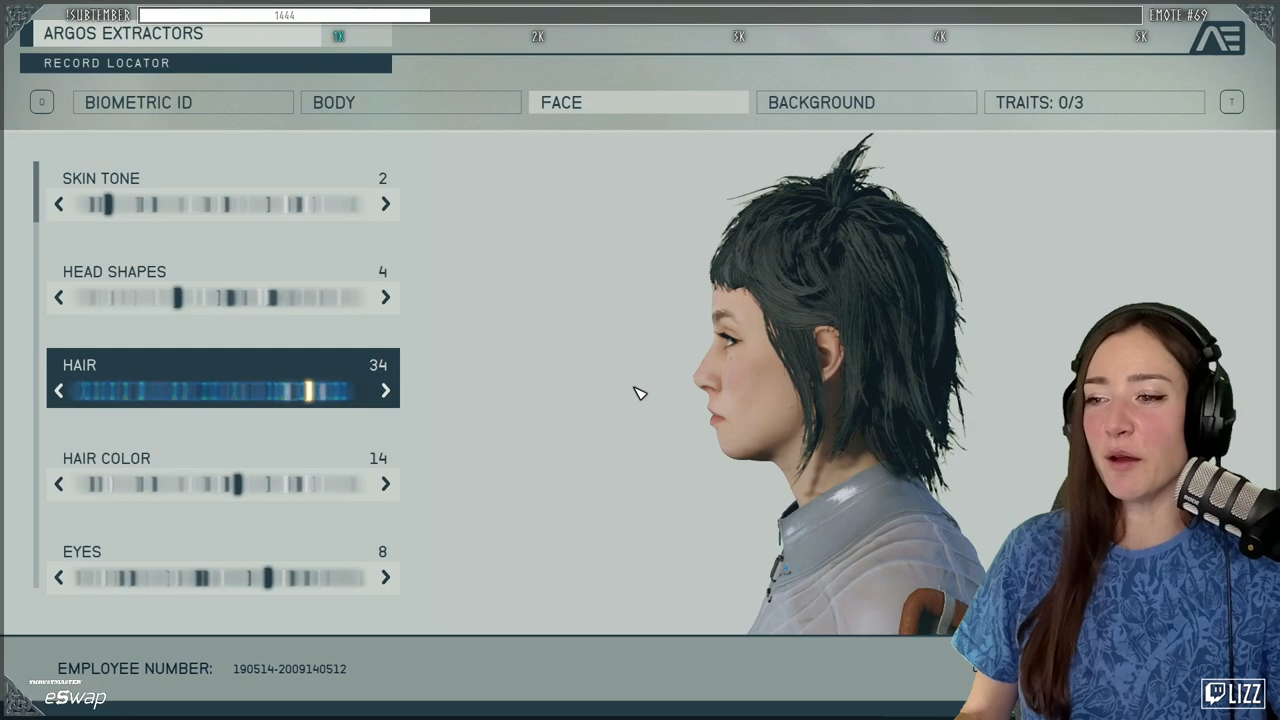 !SUBTEMBER 1444 EMOTE #69
1K 2K 3K 4K 5K
ARGOS EXTRACTORS
AE
RECORD LOCATOR
Q BIOMETRIC ID BODY FACE BACKGROUND TRAITS: 0/3 T
SKIN TONE 2
HEAD SHAPES 4
HAIR 34
HAIR COLOR 14
EYES 8
EMPLOYEE NUMBER: 190514-2009140512
THRUSTMASTER
eSwap
LIZZ